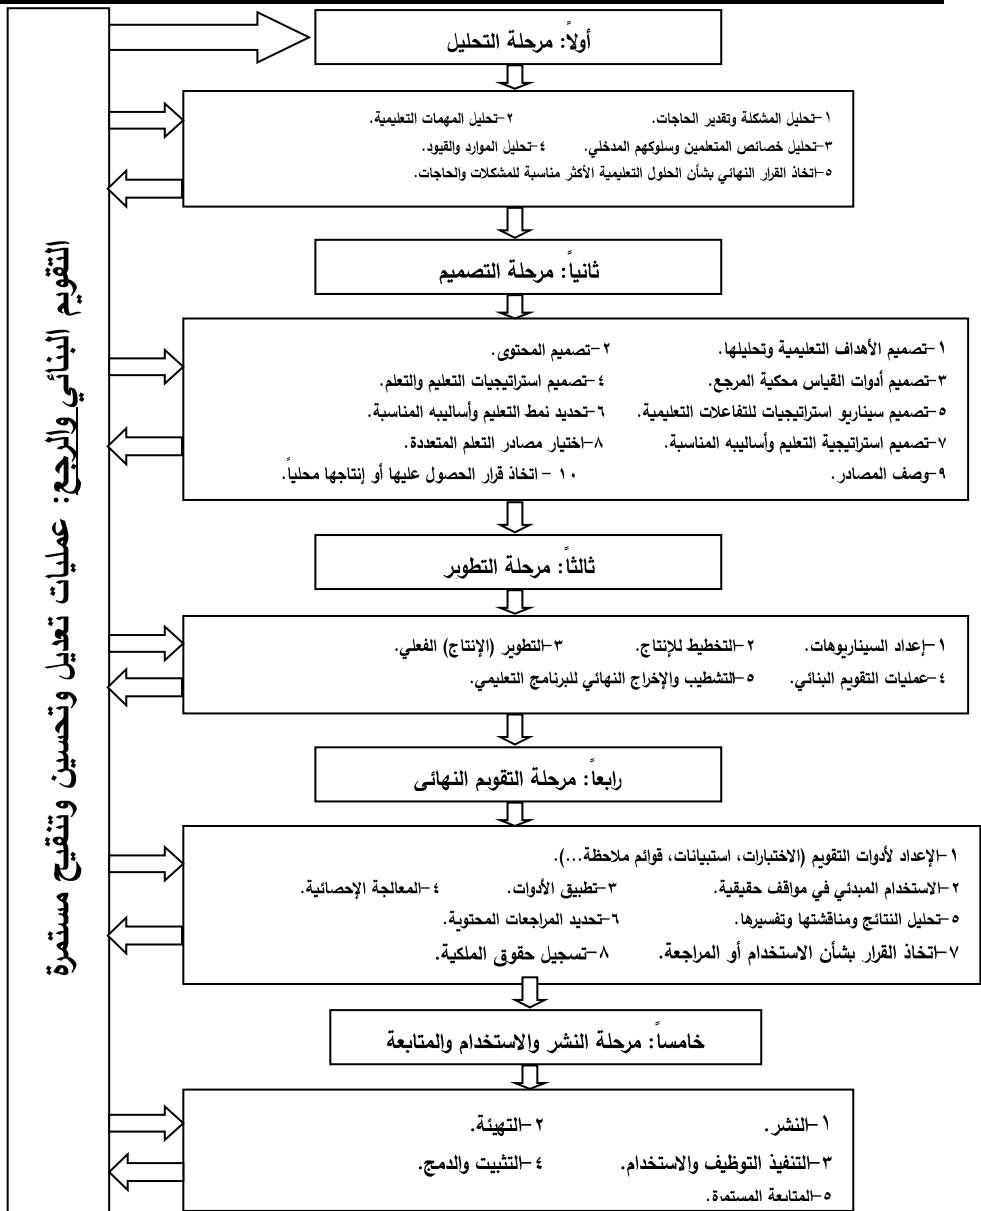 أولاً: مرحلة التحليل
١-تحليل المشكلة وتقدير الحاجات. ٢-تحليل المهمات التعليمية.
٣-تحليل خصائص المتعلمين وسلوكهم المدخلي. ٤-تحليل الموارد والقيود.
٥-اتخاذ القرار النهائي بشأن الحلول التعليمية الأكثر مناسبة للمشكلات والحاجات.
ثانياً: مرحلة التصميم
١-تصميم الأهداف التعليمية وتحليلها. ٢-تصميم المحتوى.
٣-تصميم أدوات القياس محكية المرجع. ٤-تصميم استراتيجيات التعليم والتعلم.
٥-تصميم سيناريو استراتيجيات للتفاعلات التعليمية. ٦-تحديد نمط التعليم وأساليبه المناسبة.
٧-تصميم استراتيجية التعليم وأساليبه المناسبة. ٨-اختيار مصادر التعلم المتعددة.
٩-وصف المصادر. ١٠ - اتخاذ قرار الحصول عليها أو إنتاجها محلياً.
ثالثاً: مرحلة التطوير
١-إعداد السيناريوهات. ٢-التخطيط للإنتاج. ٣-التطوير (الإنتاج) الفعلي.
٤-عمليات التقويم البنائي. ٥-التشطيب والإخراج النهائي للبرنامج التعليمي.
رابعاً: مرحلة التقويم النهائى
١-الإعداد لأدوات التقويم (الاختبارات، استبيانات، قوائم ملاحظة...).
٢-الاستخدام المبدئي في مواقف حقيقية. ٣-تطبيق الأدوات. ٤-المعالجة الإحصائية.
٥-تحليل النتائج ومناقشتها وتفسيرها. ٦-تحديد المراجعات المحتوية.
٧-اتخاذ القرار بشأن الاستخدام أو المراجعة. ٨-تسجيل حقوق الملكية.
خامساً: مرحلة النشر والاستخدام والمتابعة
١-النشر. ٢-التهيئة.
٣-التنفيذ التوظيف والاستخدام. ٤-التثبيت والدمج.
٥-المتابعة المستمرة.
التقويم البنائي والرجع: عمليات تعديل وتحسين وتنقيح مستمرة